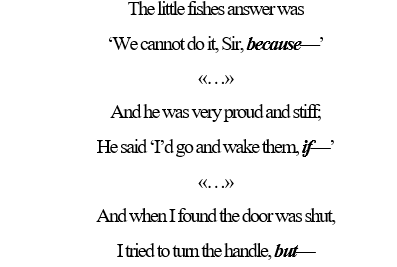 The little fishes answer was
‘We cannot do it, Sir, because—’
«…»
And he was very proud and stiff;
He said ‘I’d go and wake them, if—’
«…»
And when I found the door was shut,
I tried to turn the handle, but—